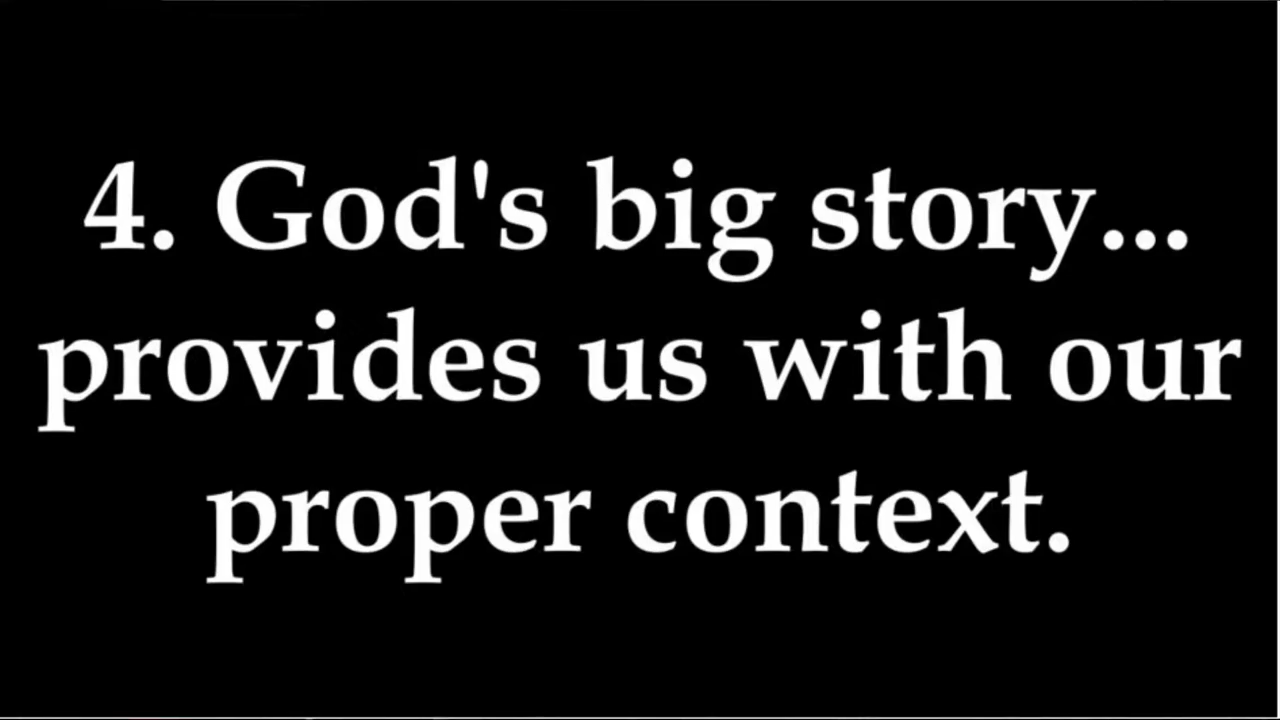 4. God's big story...
provides us with our
proper context.